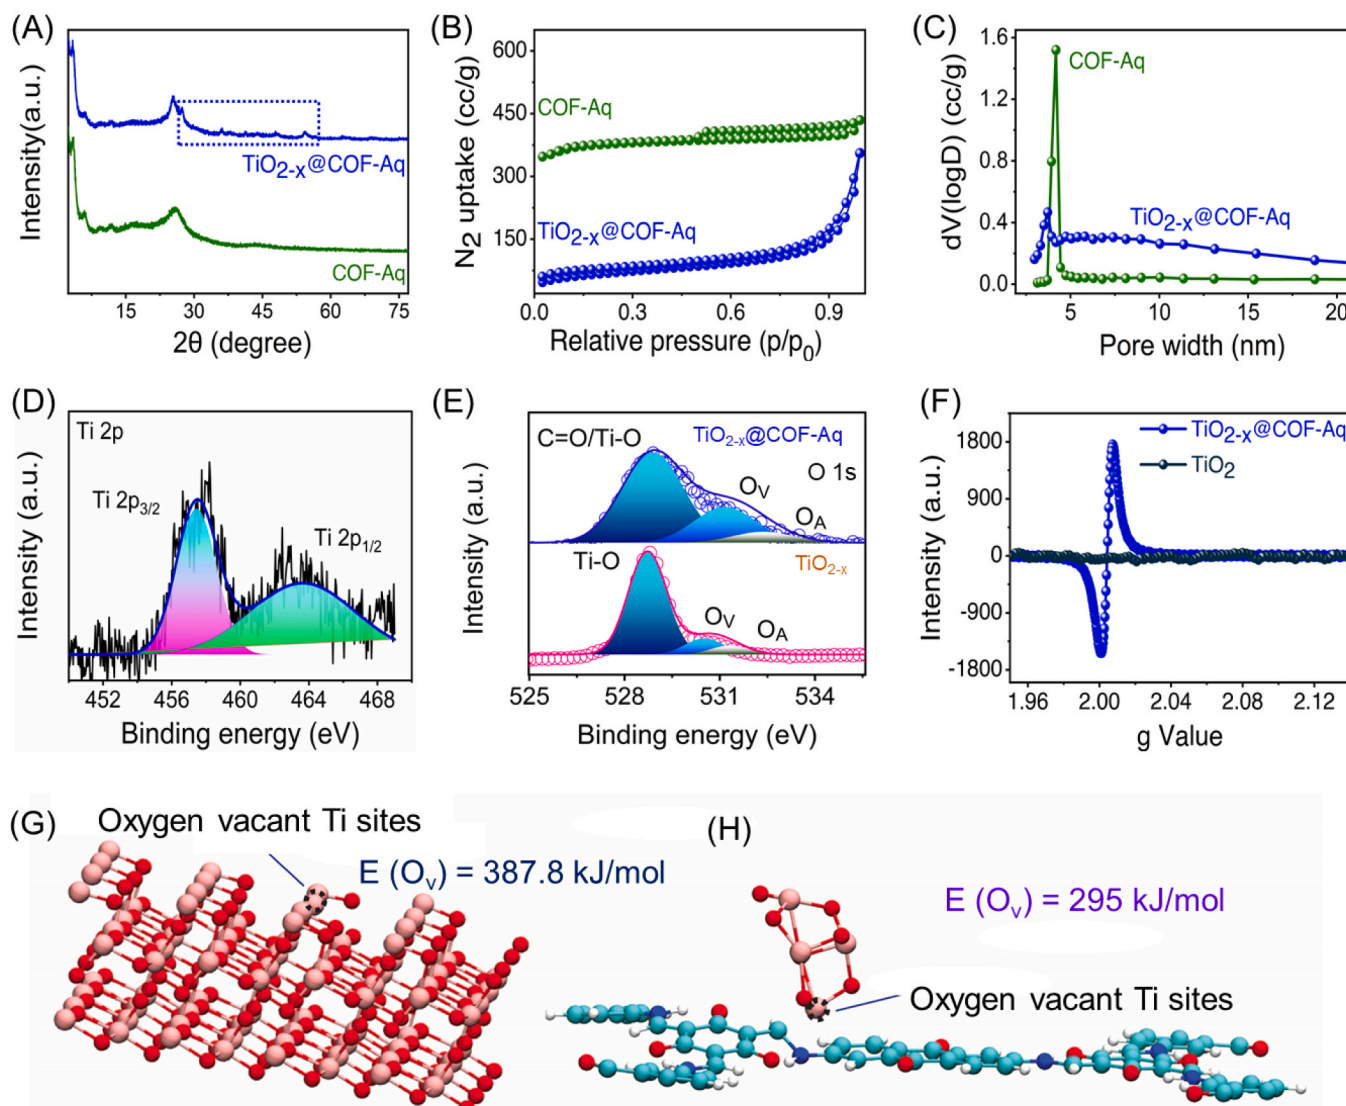 (A)
Intensity(a.u.)
TiO2-x@COF-Aq
COF-Aq
15 30 45 60 75
2θ (degree)
(B)
N2 uptake (cc/g)
600
450
300
150
COF-Aq
TiO2-x@COF-Aq
0.0 0.3 0.6 0.9
Relative pressure (p/p0)
(C)
dV(logD) (cc/g)
1.6
1.2
0.8
0.4
0.0
COF-Aq
TiO2-x@COF-Aq
5 10 15 20
Pore width (nm)
(D)
Intensity (a.u.)
Ti 2p
Ti 2p3/2
Ti 2p1/2
452 456 460 464 468
Binding energy (eV)
(E)
Intensity (a.u.)
C=O/Ti-O
TiO2-x@COF-Aq
O 1s
OV
OA
Ti-O
TiO2-x
OV
OA
525 528 531 534
Binding energy (eV)
(F)
Intensity (a.u.)
1800
900
0
-900
-1800
TiO2-x@COF-Aq
TiO2
1.96 2.00 2.04 2.08 2.12
g Value
(G)
Oxygen vacant Ti sites
E (Ov) = 387.8 kJ/mol
(H)
E (Ov) = 295 kJ/mol
Oxygen vacant Ti sites